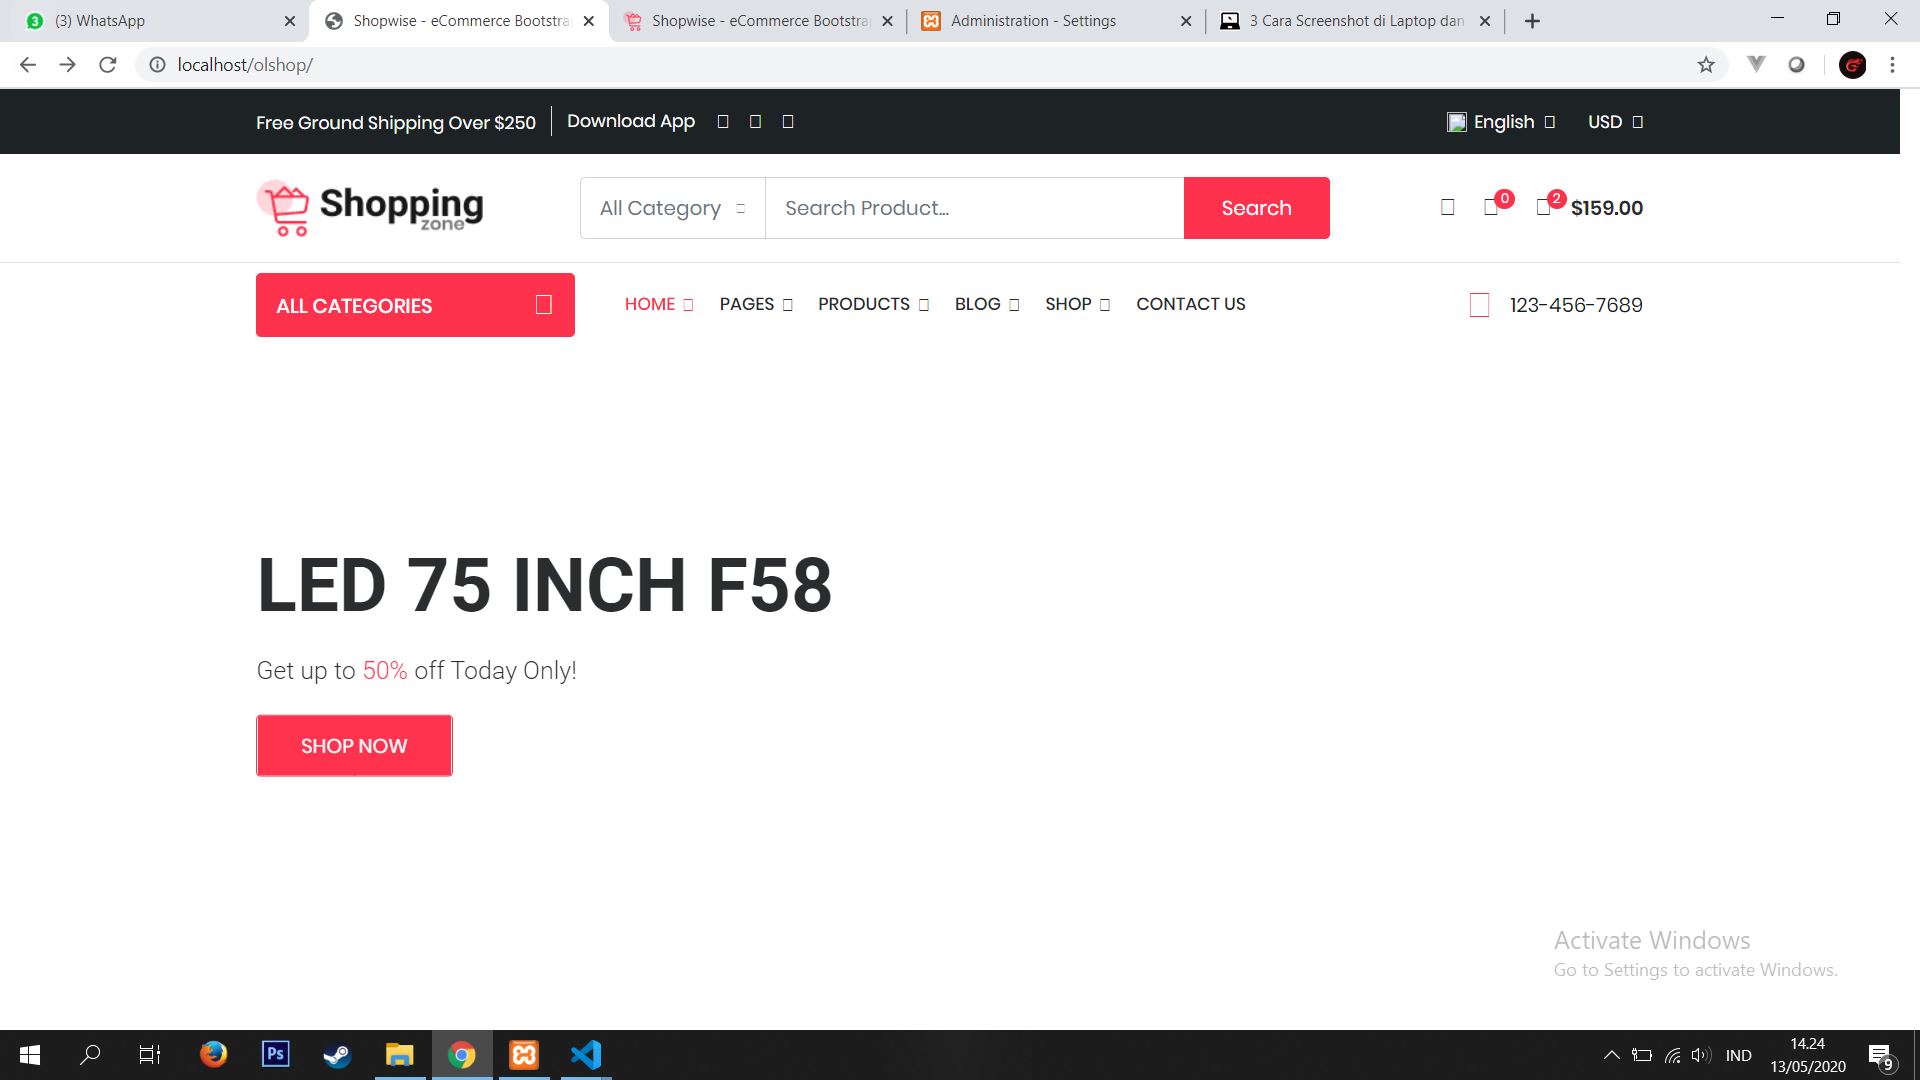 (3) WhatsApp
Shopwise - eCommerce Bootstra
Shopwise - eCommerce Bootstra
Administration - Settings
3 Cara Screenshot di Laptop dan
localhost/olshop/
Free Ground Shipping Over $250
Download App
English
USD
Shopping
zone
All Category
Search Product...
Search
0
2
$159.00
ALL CATEGORIES
HOME
PAGES
PRODUCTS
BLOG
SHOP
CONTACT US
123-456-7689
LED 75 INCH F58
Get up to 50% off Today Only!
SHOP NOW
Activate Windows
Go to Settings to activate Windows.
Ps
IND
14.24
13/05/2020
9